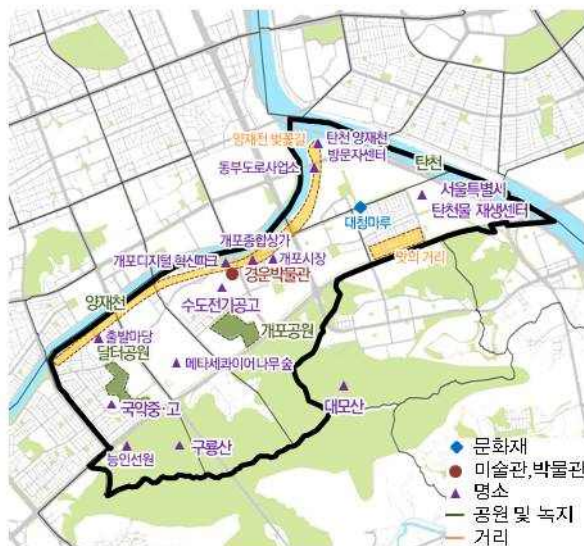 양재천 벚꽃길
탄천 양재천
방문자센터
동부도로사업소
탄천
서울특별시
탄천물 재생센터
대청마루
개포종합상가
개포디지털 혁신파크
개포시장
맛의 거리
경운박물관
수도전기공고
양재천
개포공원
출발마당
달터공원
메타세콰이어 나무 숲
대모산
국악중·고
능인선원
구룡산
문화재
미술관,박물관
명소
공원 및 녹지
거리